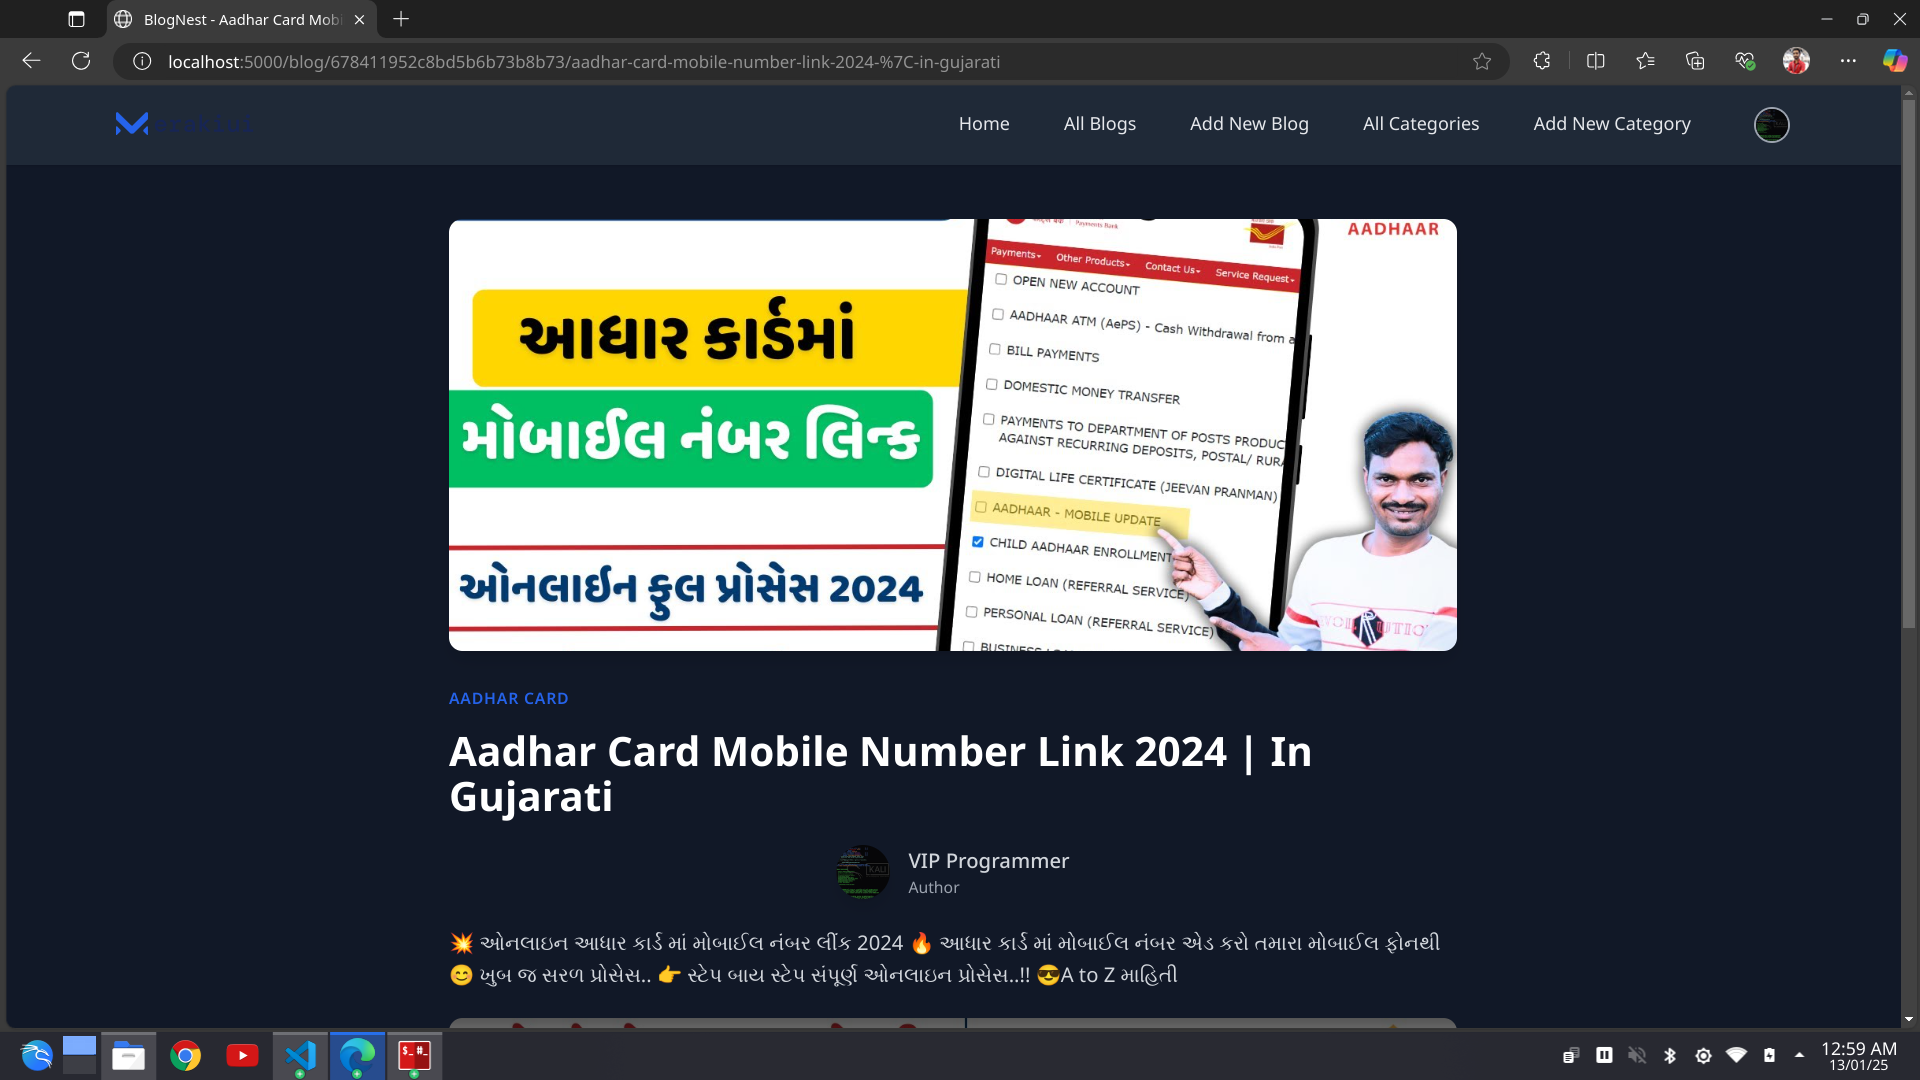 BlogNest - Aadhar Card Mobi
localhost:5000/blog/678411952c8bd5b6b73b8b73/aadhar-card-mobile-number-link-2024-%7C-in-gujarati
Home
All Blogs
Add New Blog
All Categories
Add New Category
Payments Bank
AADHAAR
Payments
Other Products
Contact Us
Service Request
OPEN NEW ACCOUNT
AADHAAR ATM (AePS) - Cash Withdrawal from a
BILL PAYMENTS
DOMESTIC MONEY TRANSFER
PAYMENTS TO DEPARTMENT OF POSTS PRODUC
AGAINST RECURRING DEPOSITS, POSTAL/ RURA
DIGITAL LIFE CERTIFICATE (JEEVAN PRANMAN)
AADHAAR - MOBILE UPDATE
CHILD AADHAAR ENROLLMENT
HOME LOAN (REFERRAL SERVICE)
PERSONAL LOAN (REFERRAL SERVICE)
આધાર કાર્ડમાં
મોબાઈલ નંબર લિન્ક
ઓનલાઇન ફુલ પ્રોસેસ 2024
AADHAR CARD
Aadhar Card Mobile Number Link 2024 | In
Gujarati
VIP Programmer
Author
💥 ઓનલાઇન આધાર કાર્ડ માં મોબાઈલ નંબર લીંક 2024 🔥 આધાર કાર્ડ માં મોબાઈલ નંબર એડ કરો તમારા મોબાઈલ ફોનથી
😊 ખુબ જ સરળ પ્રોસેસ.. 👉 સ્ટેપ બાય સ્ટેપ સંપૂર્ણ ઓનલાઇન પ્રોસેસ..!! 😎A to Z માહિતી
12:59 AM
13/01/25